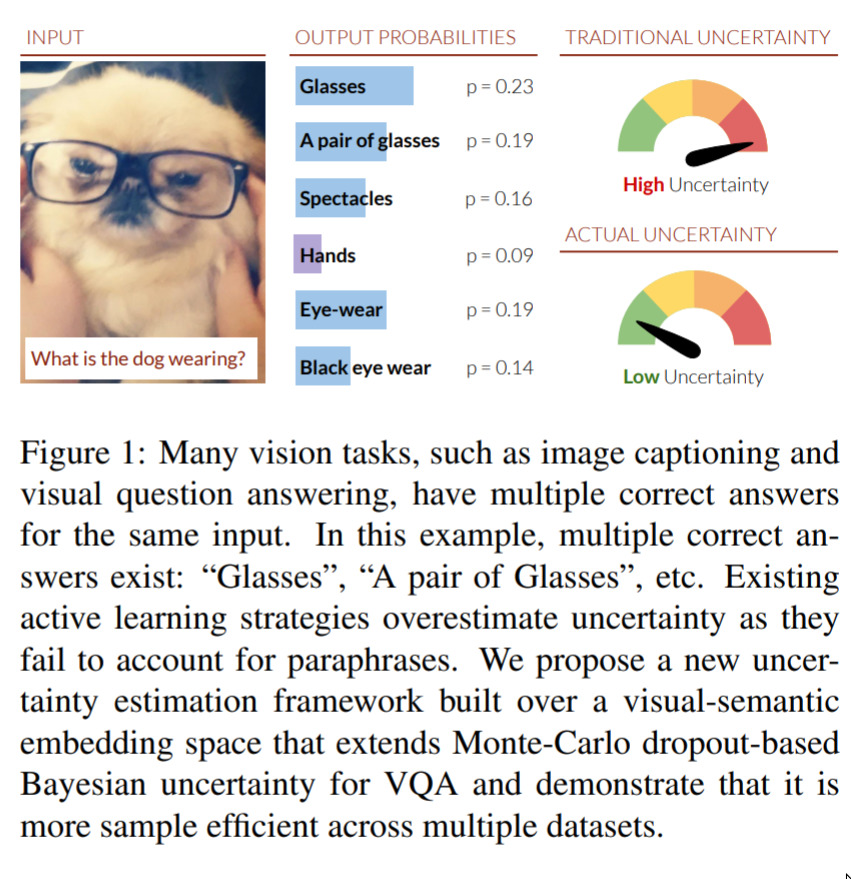 INPUT
What is the dog wearing?
OUTPUT PROBABILITIES
Glasses p = 0.23
A pair of glasses p = 0.19
Spectacles p = 0.16
Hands p = 0.09
Eye-wear p = 0.19
Black eye wear p = 0.14
TRADITIONAL UNCERTAINTY
High Uncertainty
ACTUAL UNCERTAINTY
Low Uncertainty
Figure 1: Many vision tasks, such as image captioning and
visual question answering, have multiple correct answers
for the same input. In this example, multiple correct an-
swers exist: “Glasses”, “A pair of Glasses”, etc. Existing
active learning strategies overestimate uncertainty as they
fail to account for paraphrases. We propose a new uncer-
tainty estimation framework built over a visual-semantic
embedding space that extends Monte-Carlo dropout-based
Bayesian uncertainty for VQA and demonstrate that it is
more sample efficient across multiple datasets.